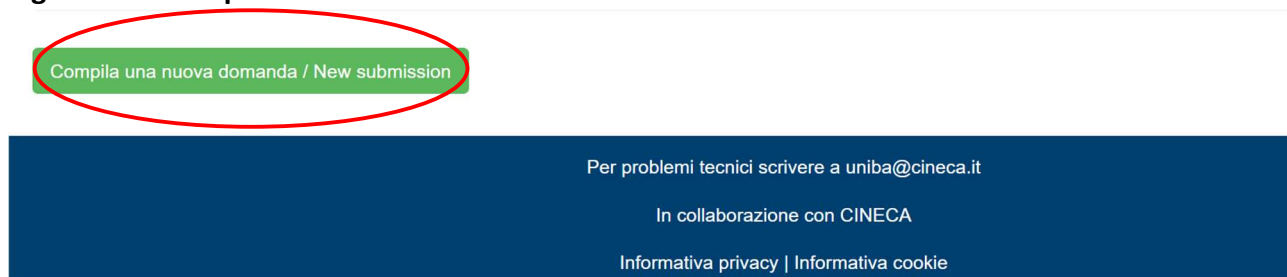 Compila una nuova domanda / New submission
Per problemi tecnici scrivere a uniba@cineca.it
In collaborazione con CINECA
Informativa privacy | Informativa cookie